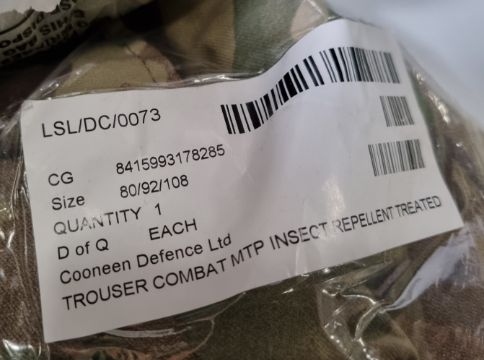 LSL/DC/0073
CG 8415993178285
Size 80/92/108
QUANTITY 1
D of Q EACH
Cooneen Defence Ltd
TROUSER COMBAT MTP INSECT REPELLENT TREATED